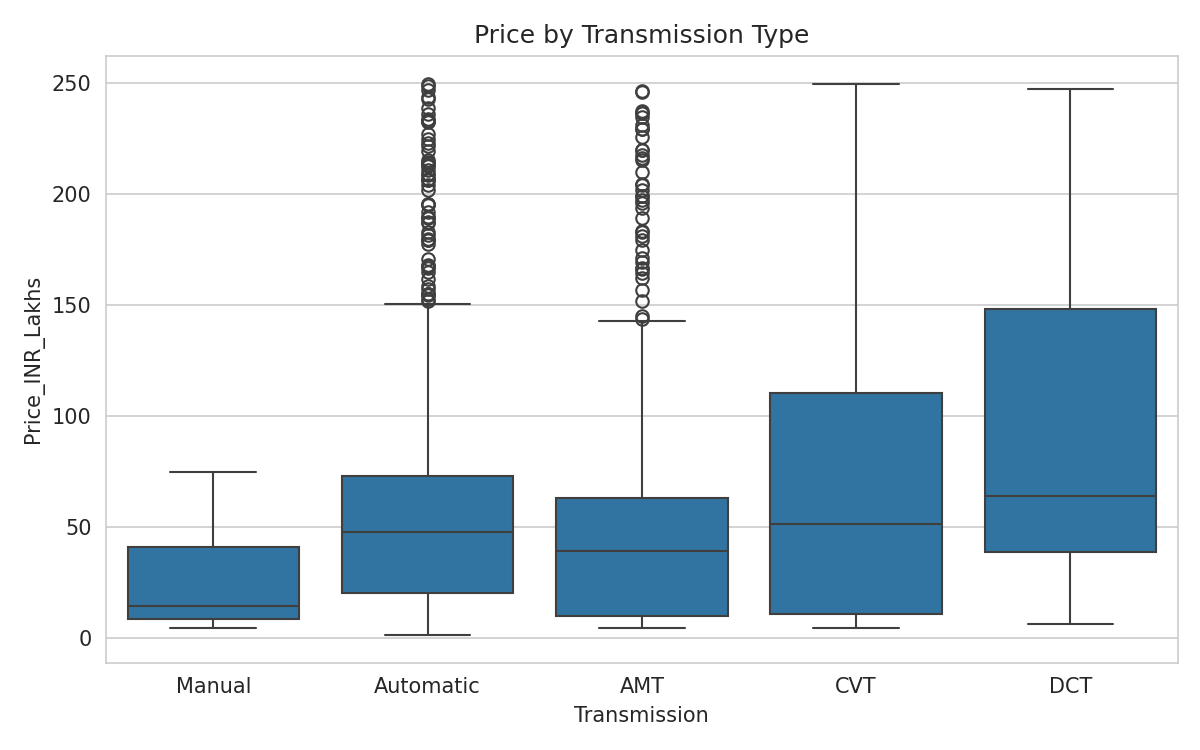 Price by Transmission Type
250
200
150
100
50
0
Price_INR_Lakhs
Manual
Automatic
AMT
CVT
DCT
Transmission